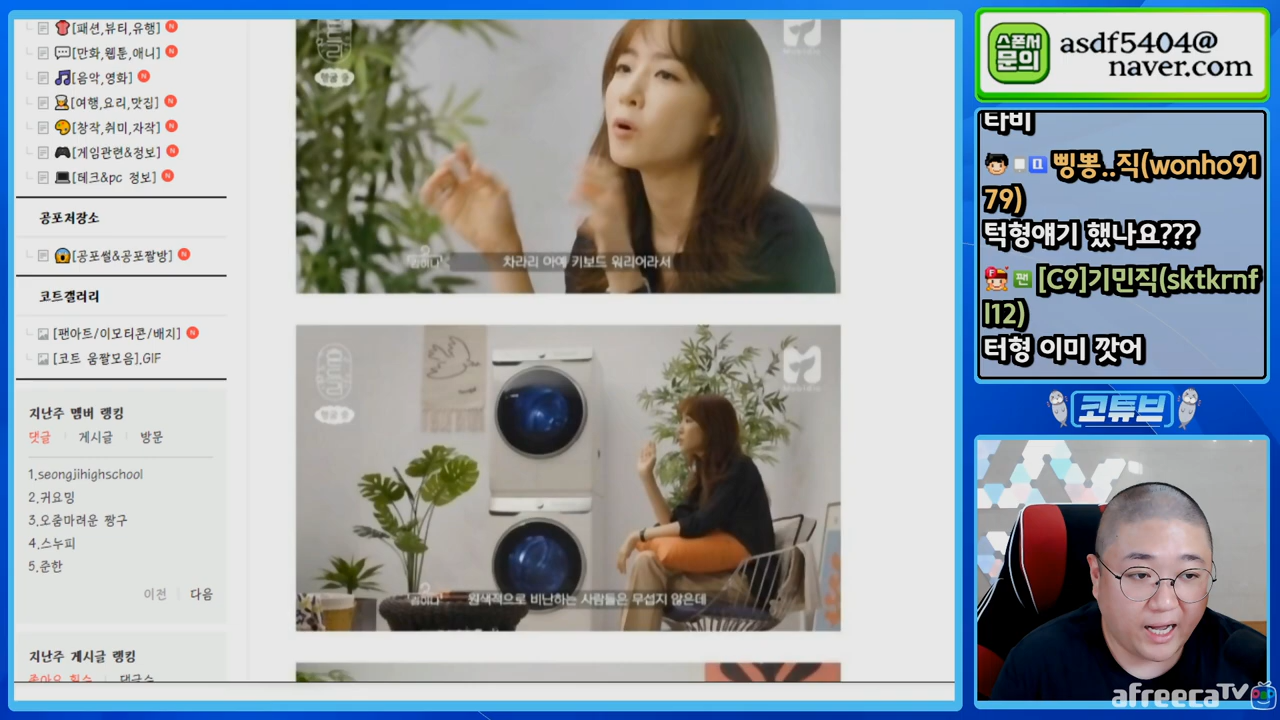 [패션,뷰티,유행]
[만화,웹툰,애니]
[음악,영화]
[여행,요리,맛집]
[창작,취미,자작]
[게임관련&정보]
[테크&pc 정보]
공포저장소
[공포썰&공포짤방]
코트갤러리
[팬아트/이모티콘/배지]
[코트 움짤모음].GIF
지난주 멤버 랭킹
댓글 게시글 방문
1.seongjihighschool
2.귀요밍
3.오줌마려운 짱구
4.스누피
5.준한
이전 다음
지난주 게시글 랭킹
차라리 아예 키보드 워리어라서
원색적으로 비난하는 사람들은 무섭지 않은데
스폰서
문의
asdf5404@
naver.com
타비
삥뽕..직(wonho91
79)
턱형얘기 했나요???
팬 [C9]기민직(sktkrnf
l12)
터형 이미 깟어
코튜브
afreecaTV